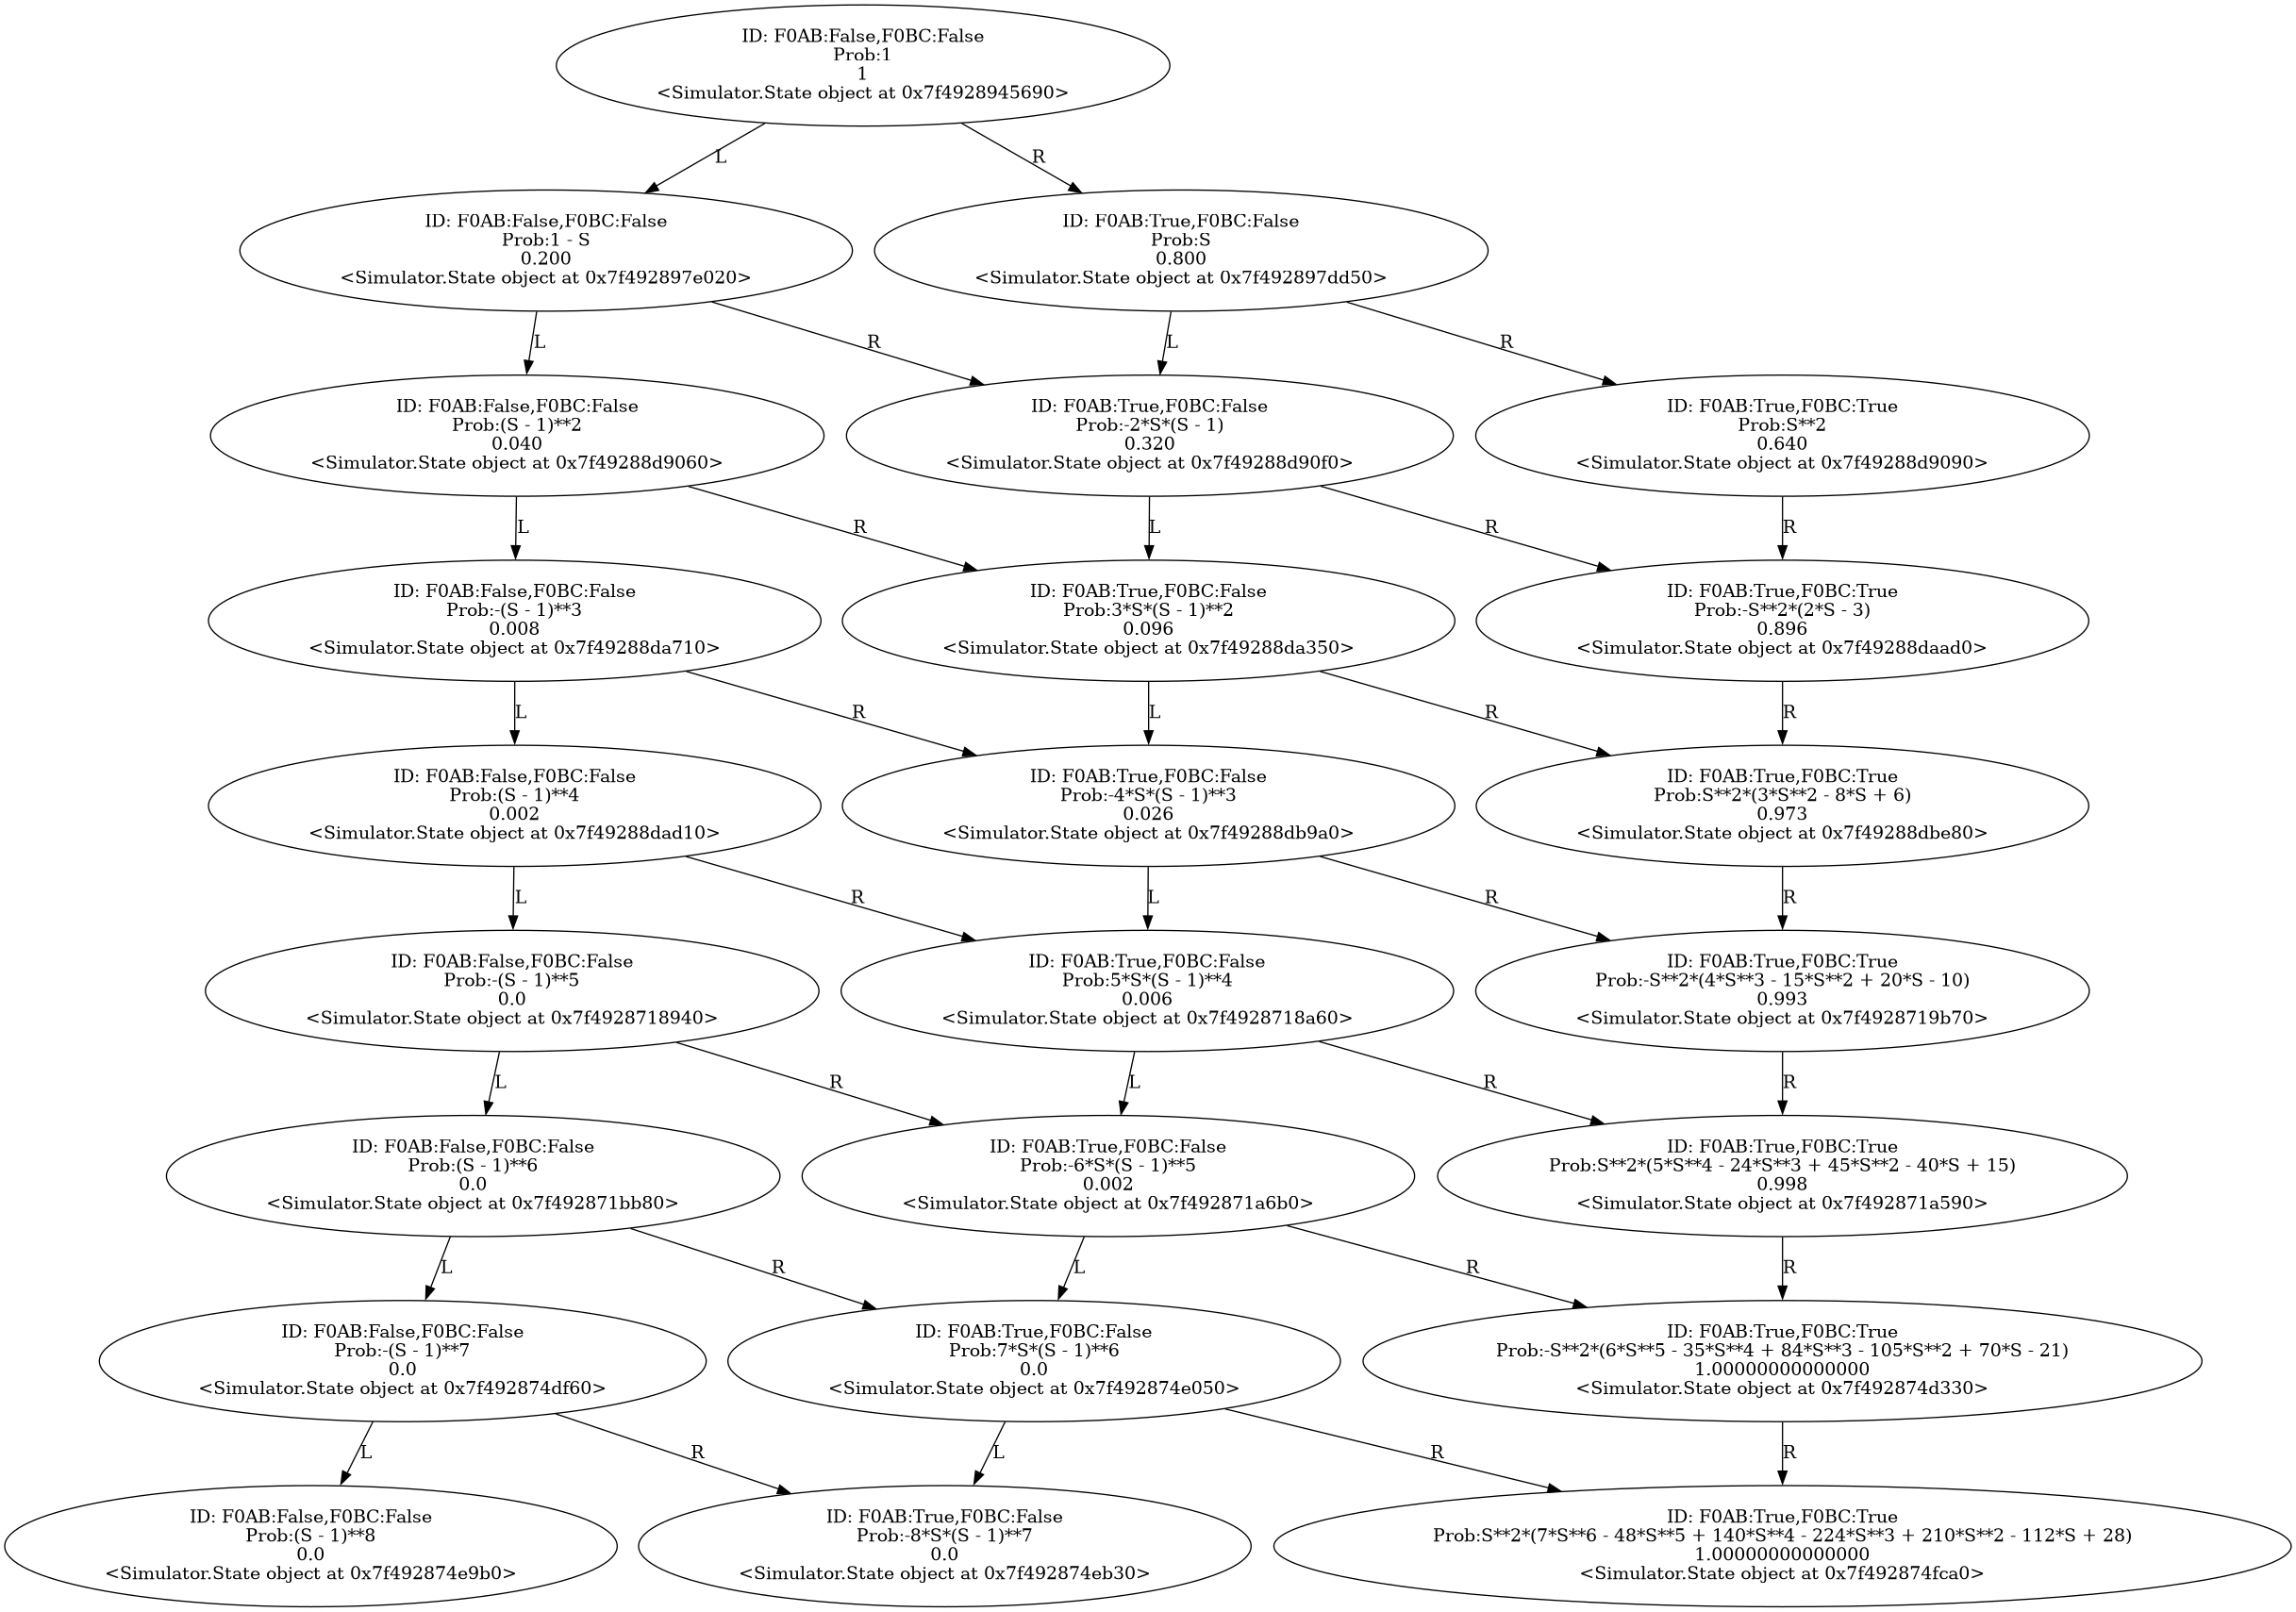 ID: F0AB:False,F0BC:False
Prob:1
1
<Simulator.State object at 0x7f4928945690>
L
R
ID: F0AB:False,F0BC:False
Prob:1 - S
0.200
<Simulator.State object at 0x7f492897e020>
ID: F0AB:True,F0BC:False
Prob:S
0.800
<Simulator.State object at 0x7f492897dd50>
L
R
L
R
ID: F0AB:False,F0BC:False
Prob:(S - 1)**2
0.040
<Simulator.State object at 0x7f49288d9060>
ID: F0AB:True,F0BC:False
Prob:-2*S*(S - 1)
0.320
<Simulator.State object at 0x7f49288d90f0>
ID: F0AB:True,F0BC:True
Prob:S**2
0.640
<Simulator.State object at 0x7f49288d9090>
L
R
L
R
R
ID: F0AB:False,F0BC:False
Prob:-(S - 1)**3
0.008
<Simulator.State object at 0x7f49288da710>
ID: F0AB:True,F0BC:False
Prob:3*S*(S - 1)**2
0.096
<Simulator.State object at 0x7f49288da350>
ID: F0AB:True,F0BC:True
Prob:-S**2*(2*S - 3)
0.896
<Simulator.State object at 0x7f49288daad0>
L
R
L
R
R
ID: F0AB:False,F0BC:False
Prob:(S - 1)**4
0.002
<Simulator.State object at 0x7f49288dad10>
ID: F0AB:True,F0BC:False
Prob:-4*S*(S - 1)**3
0.026
<Simulator.State object at 0x7f49288db9a0>
ID: F0AB:True,F0BC:True
Prob:S**2*(3*S**2 - 8*S + 6)
0.973
<Simulator.State object at 0x7f49288dbe80>
L
R
L
R
R
ID: F0AB:False,F0BC:False
Prob:-(S - 1)**5
0.0
<Simulator.State object at 0x7f4928718940>
ID: F0AB:True,F0BC:False
Prob:5*S*(S - 1)**4
0.006
<Simulator.State object at 0x7f4928718a60>
ID: F0AB:True,F0BC:True
Prob:-S**2*(4*S**3 - 15*S**2 + 20*S - 10)
0.993
<Simulator.State object at 0x7f4928719b70>
L
R
L
R
R
ID: F0AB:False,F0BC:False
Prob:(S - 1)**6
0.0
<Simulator.State object at 0x7f492871bb80>
ID: F0AB:True,F0BC:False
Prob:-6*S*(S - 1)**5
0.002
<Simulator.State object at 0x7f492871a6b0>
ID: F0AB:True,F0BC:True
Prob:S**2*(5*S**4 - 24*S**3 + 45*S**2 - 40*S + 15)
0.998
<Simulator.State object at 0x7f492871a590>
L
R
L
R
R
ID: F0AB:False,F0BC:False
Prob:-(S - 1)**7
0.0
<Simulator.State object at 0x7f492874df60>
ID: F0AB:True,F0BC:False
Prob:7*S*(S - 1)**6
0.0
<Simulator.State object at 0x7f492874e050>
ID: F0AB:True,F0BC:True
Prob:-S**2*(6*S**5 - 35*S**4 + 84*S**3 - 105*S**2 + 70*S - 21)
1.00000000000000
<Simulator.State object at 0x7f492874d330>
L
R
L
R
R
ID: F0AB:False,F0BC:False
Prob:(S - 1)**8
0.0
<Simulator.State object at 0x7f492874e9b0>
ID: F0AB:True,F0BC:False
Prob:-8*S*(S - 1)**7
0.0
<Simulator.State object at 0x7f492874eb30>
ID: F0AB:True,F0BC:True
Prob:S**2*(7*S**6 - 48*S**5 + 140*S**4 - 224*S**3 + 210*S**2 - 112*S + 28)
1.00000000000000
<Simulator.State object at 0x7f492874fca0>